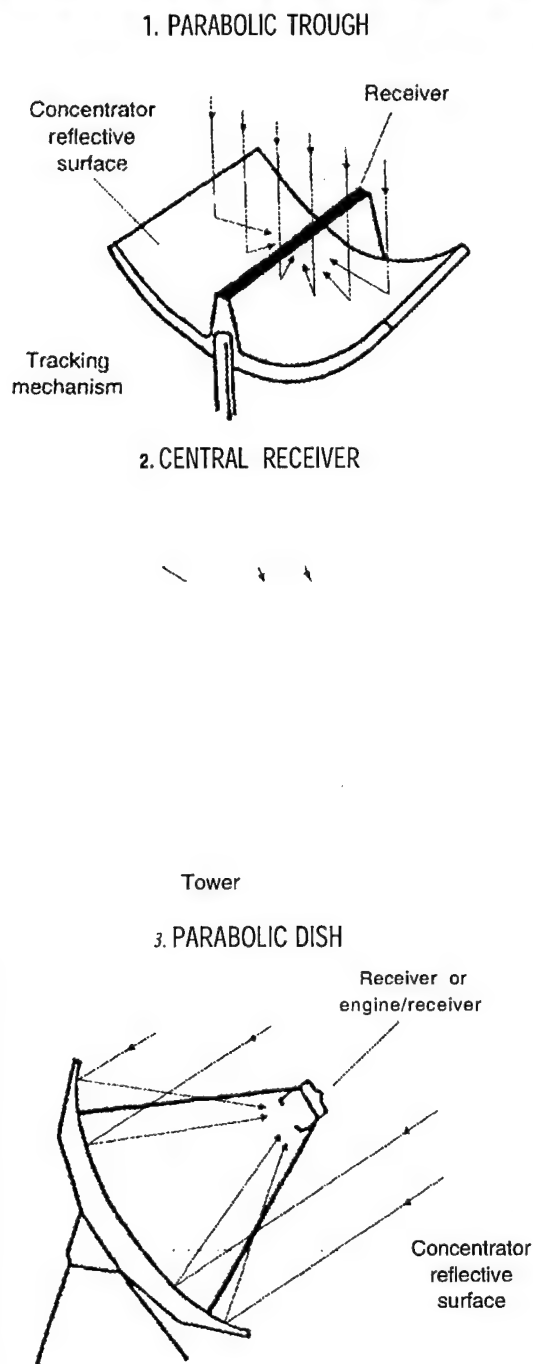 1. PARABOLIC TROUGH
Receiver
Concentrator
reflective
surface
Tracking
mechanism
2. CENTRAL RECEIVER
Tower
3. PARABOLIC DISH
Receiver or
engine/receiver
Concentrator
reflective
surface